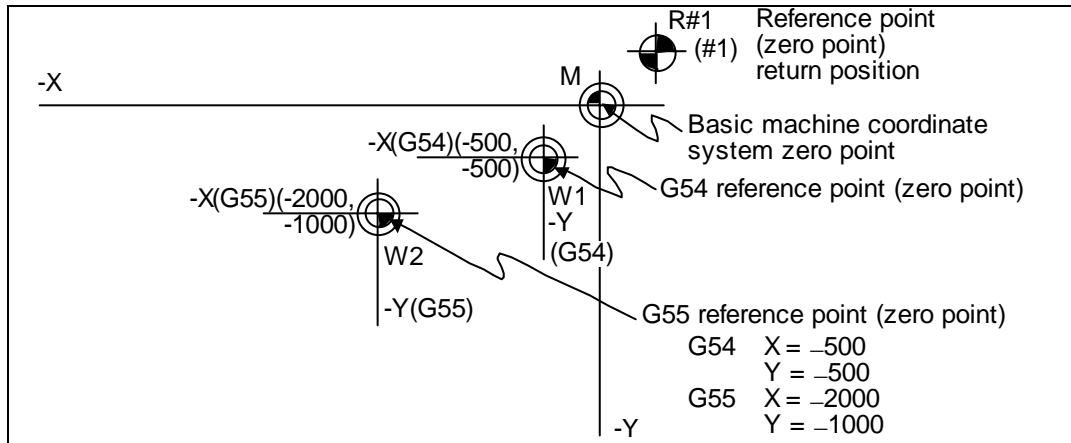 R#1
(#1)
Reference point
(zero point)
return position
M
-X
Basic machine coordinate
system zero point
-X(G54)(-500,
-500)
G54 reference point (zero point)
W1
-Y
(G54)
-X(G55)(-2000,
-1000)
W2
-Y(G55)
G55 reference point (zero point)
G54 X = –500
Y = –500
G55 X = –2000
Y = –1000
-Y